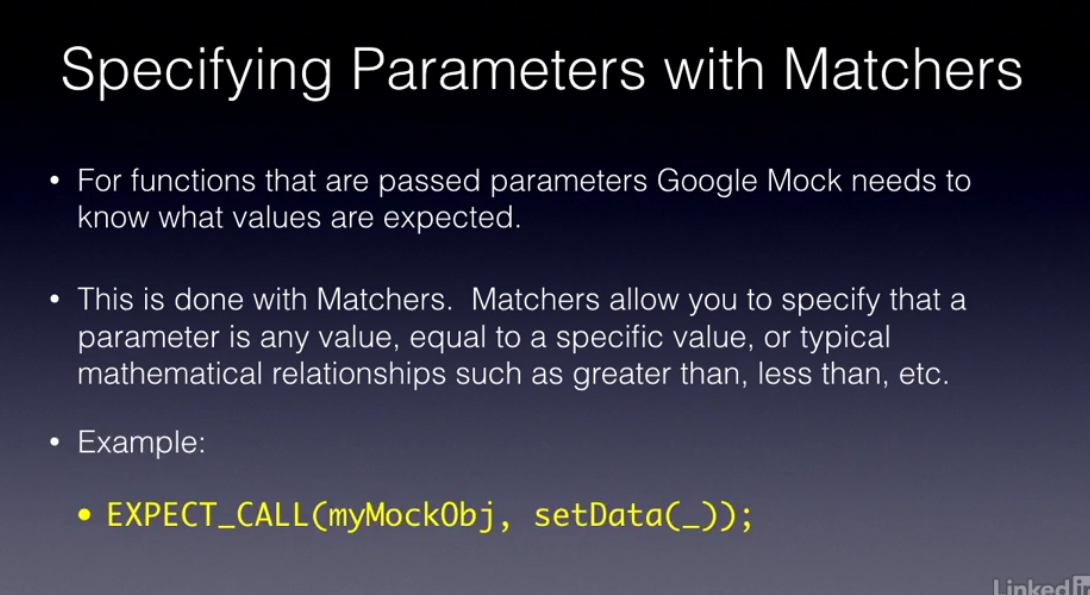 Specifying Parameters with Matchers
• For functions that are passed parameters Google Mock needs to
know what values are expected.
• This is done with Matchers.  Matchers allow you to specify that a
parameter is any value, equal to a specific value, or typical
mathematical relationships such as greater than, less than, etc.
• Example:
• EXPECT_CALL(myMockObj, setData(_));
Linked in